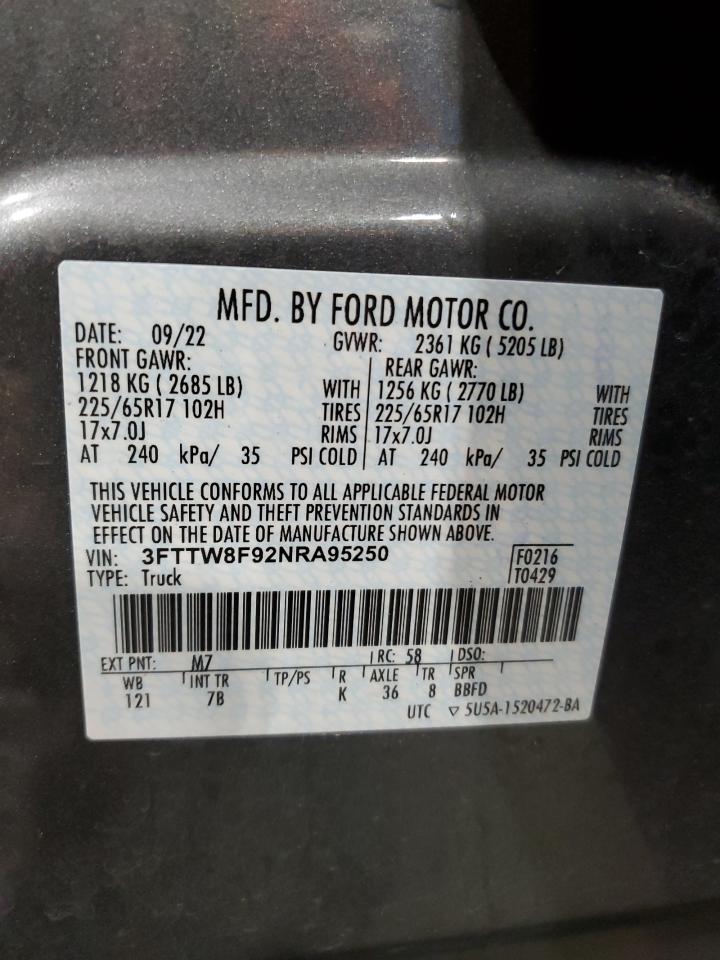 MFD. BY FORD MOTOR CO.
DATE: 09/22 GVWR: 2361 KG ( 5205 LB)
FRONT GAWR: REAR GAWR:
1218 KG ( 2685 LB) WITH 1256 KG ( 2770 LB) WITH
225/65R17 102H TIRES 225/65R17 102H TIRES
17x7.0J RIMS 17x7.0J RIMS
AT 240 kPa/ 35 PSI COLD AT 240 kPa/ 35 PSI COLD
THIS VEHICLE CONFORMS TO ALL APPLICABLE FEDERAL MOTOR
VEHICLE SAFETY AND THEFT PREVENTION STANDARDS IN
EFFECT ON THE DATE OF MANUFACTURE SHOWN ABOVE.
VIN: 3FTTW8F92NRA95250 F0216
TYPE: Truck T0429
EXT PNT: M7 RC: 58 DSO:
WB INT TR TP/PS R AXLE TR SPR
121 7B K 36 8 BBFD
UTC ▽ 5U5A-1520472-BA